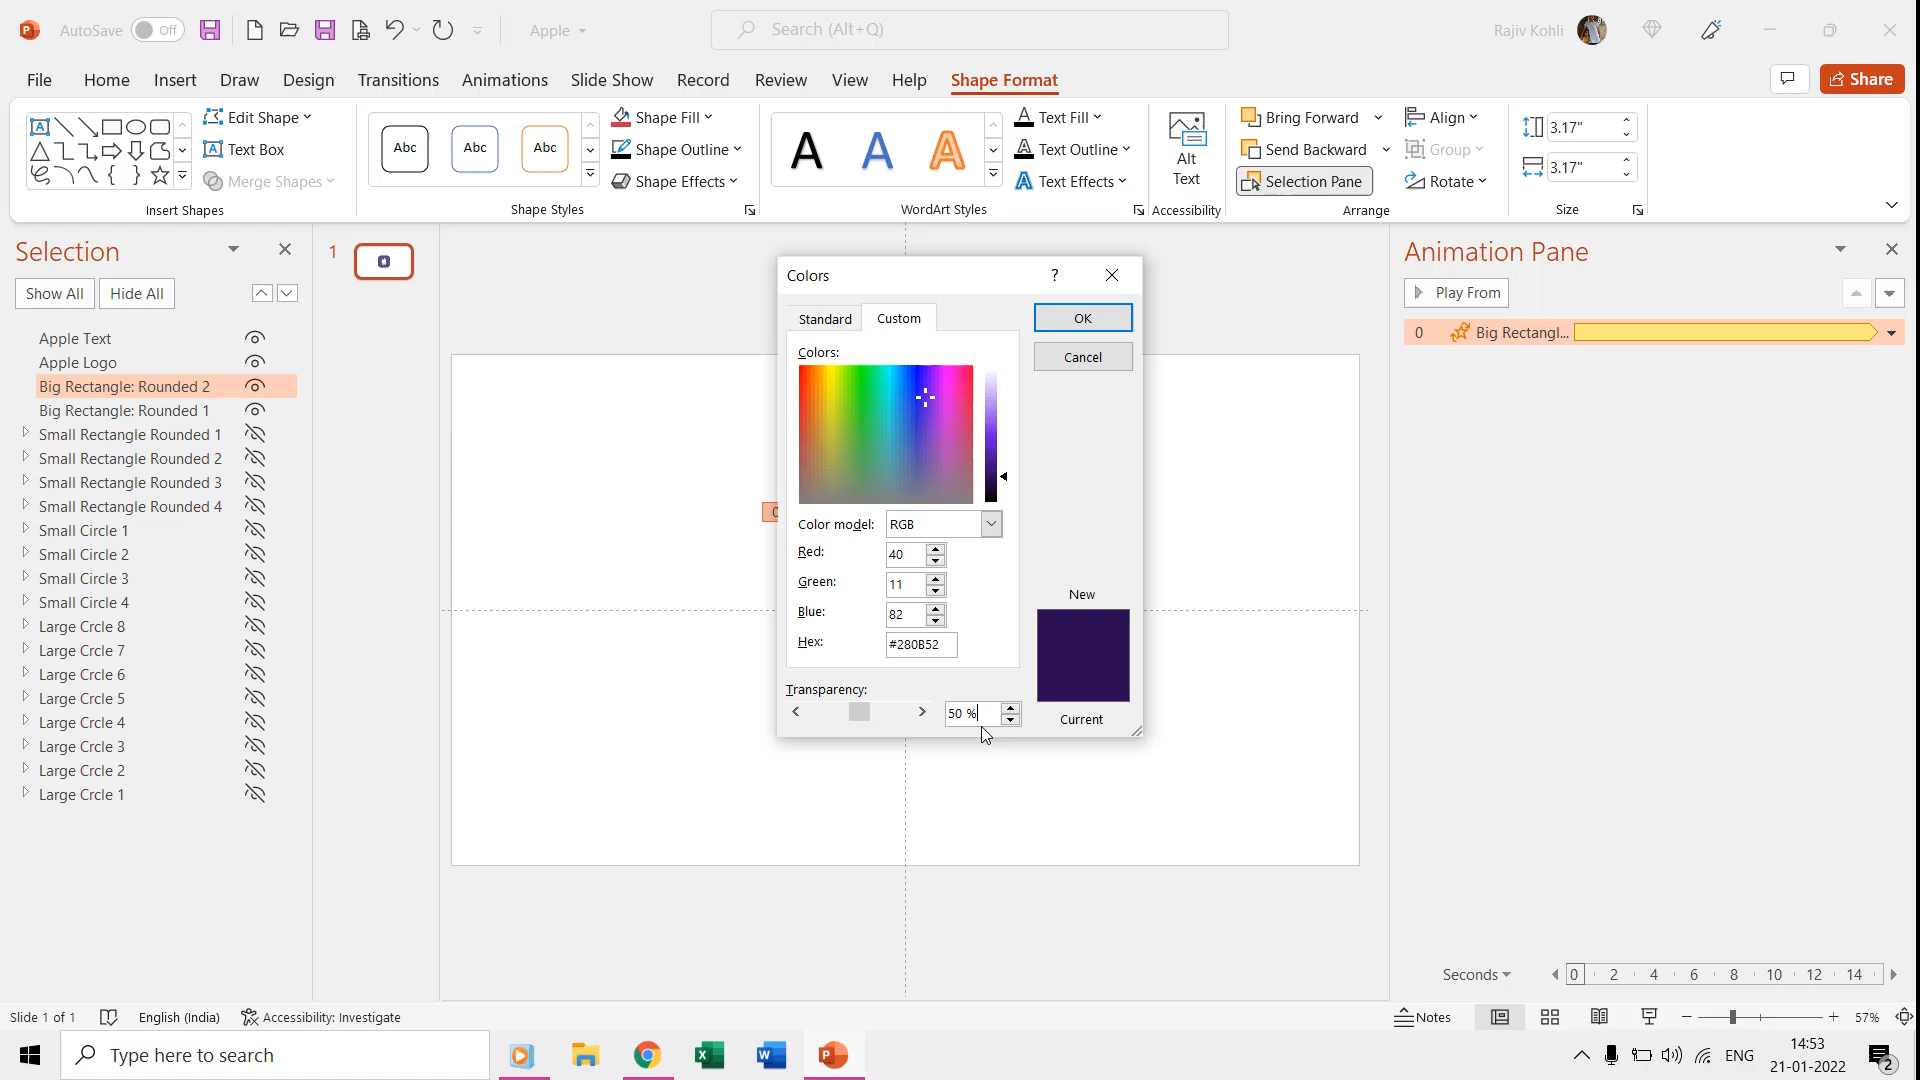 AutoSave Off Apple Search (Alt+Q) Rajiv Kohli
File Home Insert Draw Design Transitions Animations Slide Show Record Review View Help Shape Format Share
Edit Shape
Text Box
Merge Shapes
Insert Shapes
Abc Abc Abc
Shape Fill
Shape Outline
Shape Effects
Shape Styles
A A A
Text Fill
Text Outline
Text Effects
WordArt Styles
Alt
Text
Accessibility
Bring Forward
Send Backward
Selection Pane
Align
Group
Rotate
Arrange
3.17"
3.17"
Size
Selection
Show All Hide All
Apple Text
Apple Logo
Big Rectangle: Rounded 2
Big Rectangle: Rounded 1
Small Rectangle Rounded 1
Small Rectangle Rounded 2
Small Rectangle Rounded 3
Small Rectangle Rounded 4
Small Circle 1
Small Circle 2
Small Circle 3
Small Circle 4
Large Crcle 8
Large Crcle 7
Large Crcle 6
Large Crcle 5
Large Crcle 4
Large Crcle 3
Large Crcle 2
Large Crcle 1
1
Colors ?
Standard Custom
OK
Cancel
Colors:
Color model: RGB
Red: 40
Green: 11
Blue: 82
Hex: #280B52
Transparency:
50 %
New
Current
Animation Pane
Play From
0 Big Rectangl...
Seconds 0 2 4 6 8 10 12 14
Slide 1 of 1 English (India) Accessibility: Investigate Notes 57%
Type here to search
ENG
14:53
21-01-2022
2